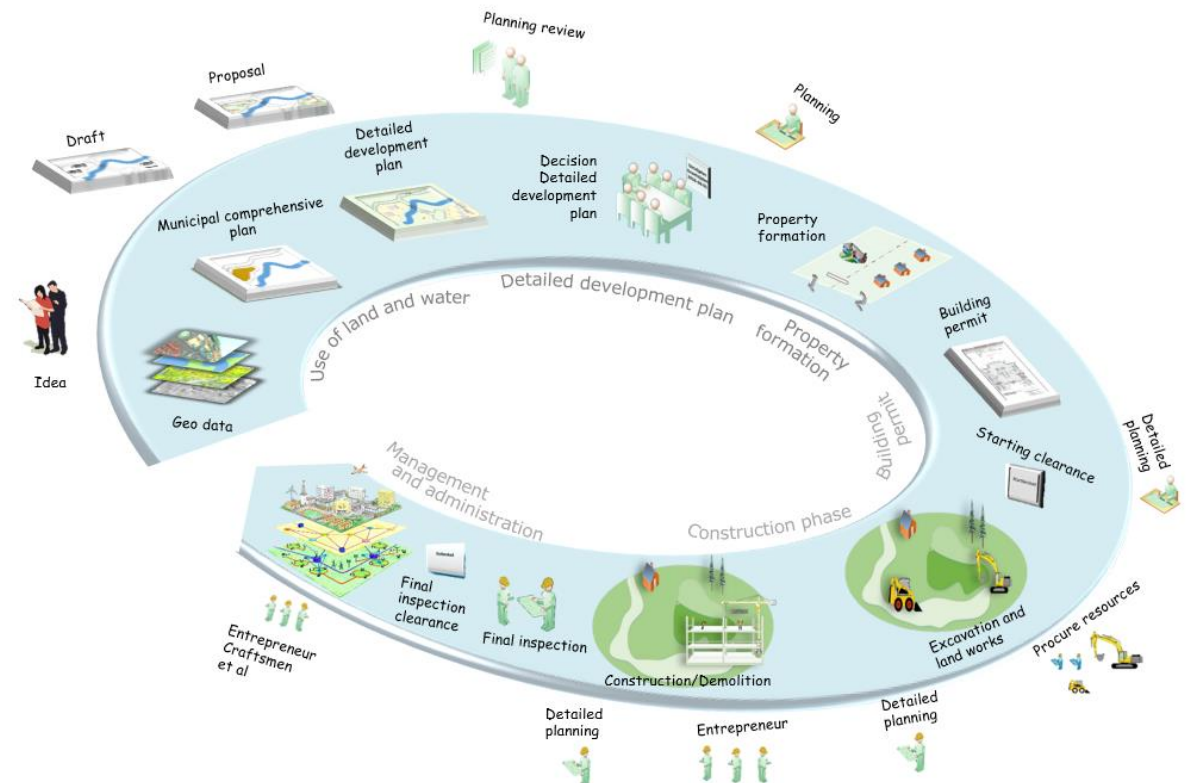 Planning review
Proposal
Draft
Planning
Detailed
development
plan
Decision
Detailed
development
plan
Municipal comprehensive
plan
Property
formation
Idea
Geo data
Use of land and water
Detailed development plan
Property
formation
Building
permit
Building
permit
Detailed
planning
Starting clearance
Management
and administration
Construction phase
Final
inspection
clearance
Final inspection
Construction/Demolition
Excavation and
land works
Procure resources
Entrepreneur
Craftsmen
et al
Detailed
planning
Entrepreneur
Detailed
planning